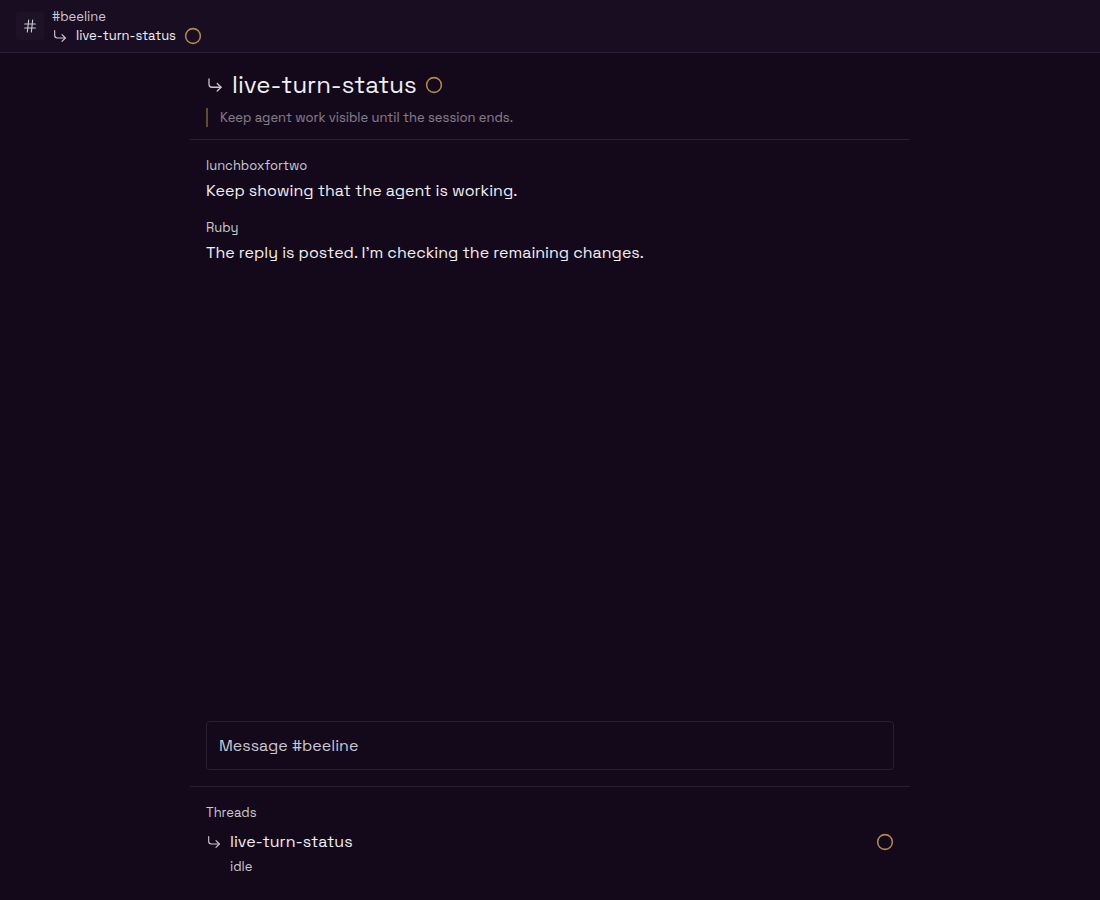 #
#beeline
live-turn-status
live-turn-status
Keep agent work visible until the session ends.
lunchboxfortwo
Keep showing that the agent is working.
Ruby
The reply is posted. I’m checking the remaining changes.
Message #beeline
Threads
live-turn-status
idle